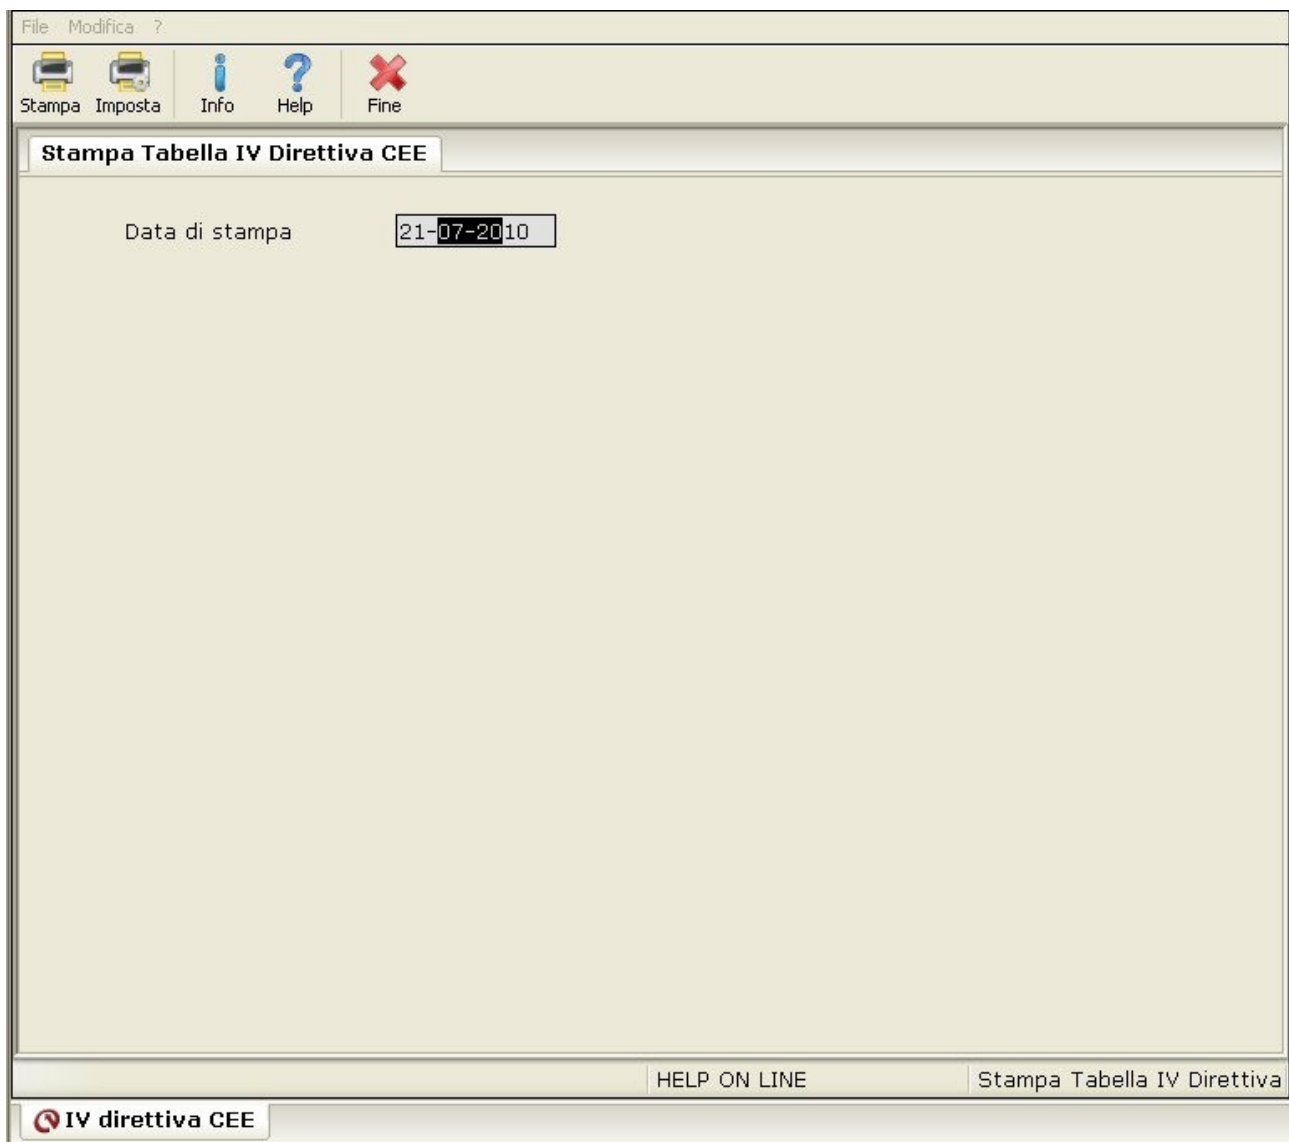 File Modifica ?
Stampa Imposta Info Help Fine
Stampa Tabella IV Direttiva CEE
Data di stampa 21-07-2010
HELP ON LINE Stampa Tabella IV Direttiva
IV direttiva CEE